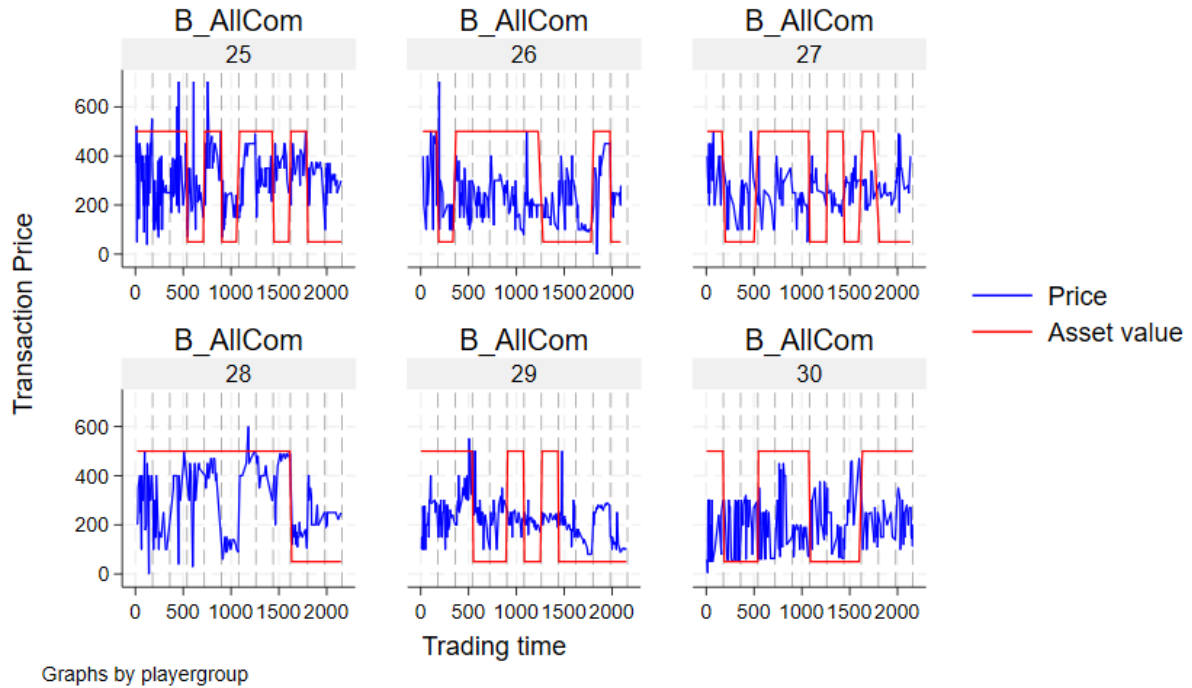 B_AllCom B_AllCom B_AllCom
25 26 27
600
400
200
0
0 500 1000 1500 2000 0 500 1000 1500 2000 0 500 1000 1500 2000
Transaction Price
Price
Asset value
B_AllCom B_AllCom B_AllCom
28 29 30
600
400
200
0
0 500 1000 1500 2000 0 500 1000 1500 2000 0 500 1000 1500 2000
Trading time
Graphs by playergroup